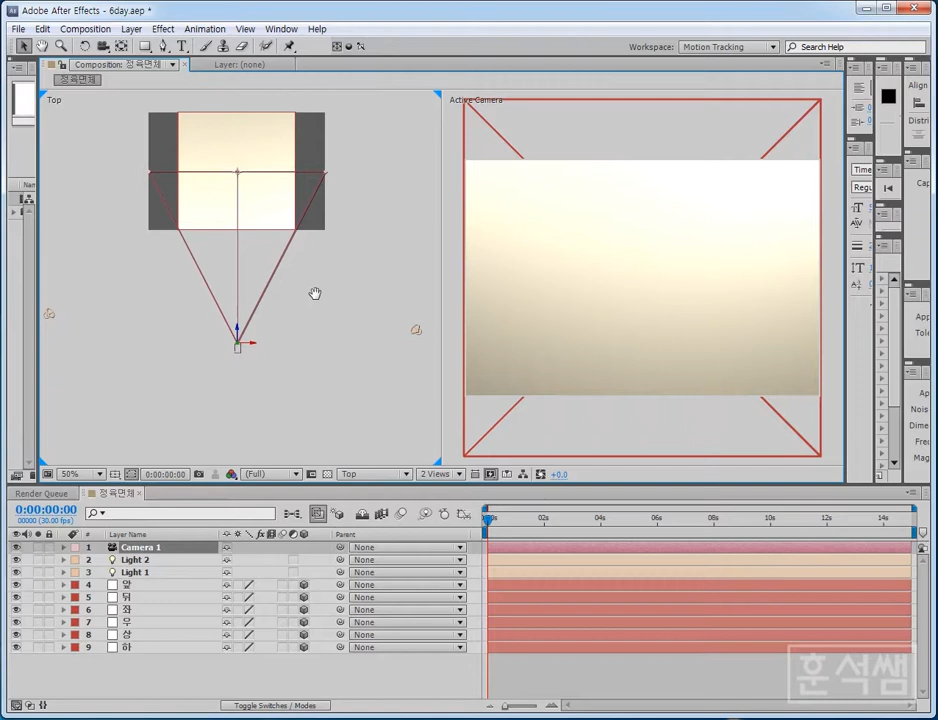 Adobe After Effects - 6day.aep *
File Edit Composition Layer Effect Animation View Window Help
Workspace: Motion Tracking Search Help
Composition: 정육면체 Layer: (none)
정육면체
Top
Active Camera
Align
Distri
Time
Regu
Nam
Appl
Tole
Appl
Nois
Dime
Mag
50% 0:00:00:00 (Full) Top 2 Views +0.0
Render Queue 정육면체
0:00:00:00
00000 (30.00 fps)
02s 04s 06s 08s 10s 12s 14s
# Layer Name Parent
1 Camera 1 None
2 Light 2 None
3 Light 1 None
4 앞 None
5 뒤 None
6 좌 None
7 우 None
8 상 None
9 하 None
Toggle Switches / Modes
훈석쌤